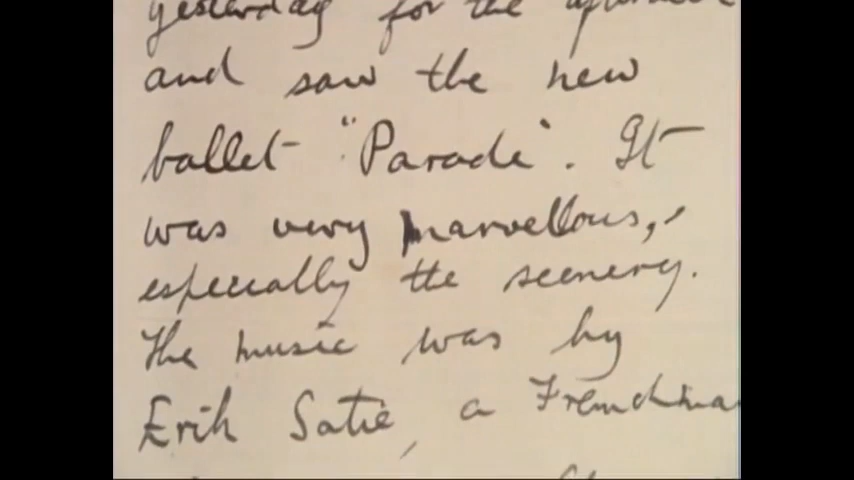 yesterday for the
and saw the new
ballet "Parade". It
was very marvellous,
especially the scenery.
The music was by
Erik Satie, a Frenchma